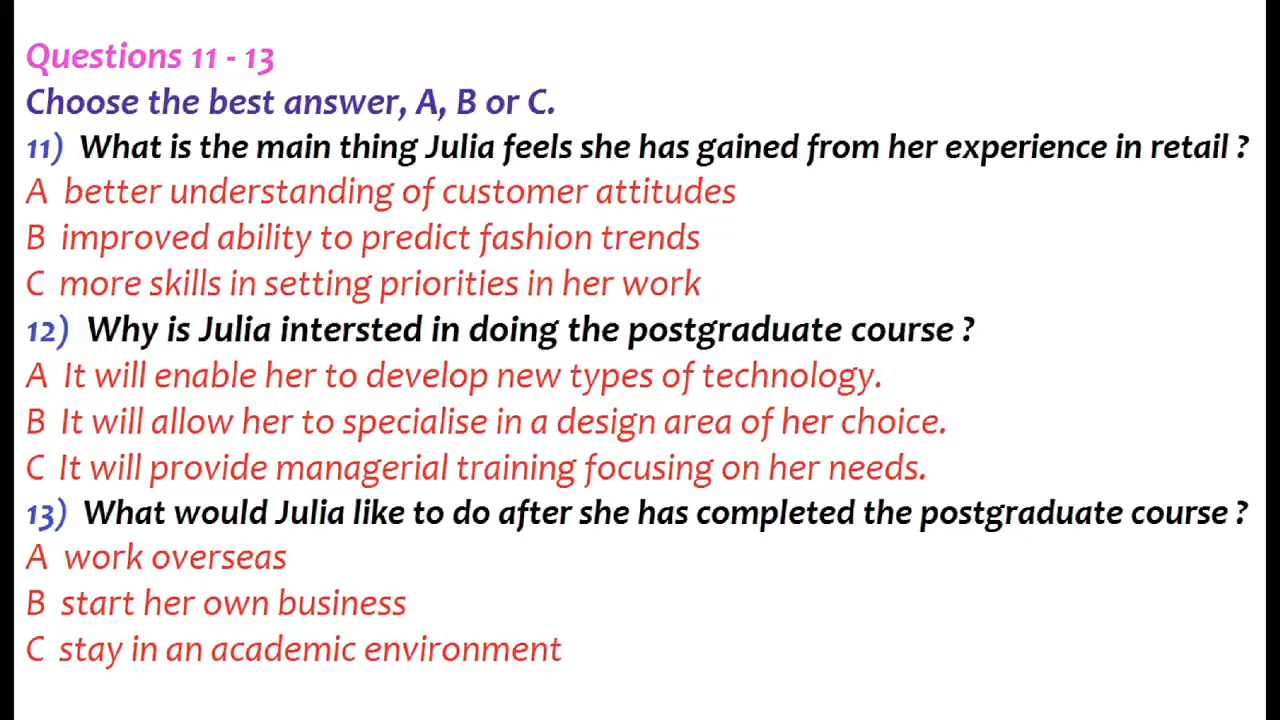 Questions 11 - 13
Choose the best answer, A, B or C.
11) What is the main thing Julia feels she has gained from her experience in retail ?
A better understanding of customer attitudes
B improved ability to predict fashion trends
C more skills in setting priorities in her work
12) Why is Julia intersted in doing the postgraduate course ?
A It will enable her to develop new types of technology.
B It will allow her to specialise in a design area of her choice.
C It will provide managerial training focusing on her needs.
13) What would Julia like to do after she has completed the postgraduate course ?
A work overseas
B start her own business
C stay in an academic environment